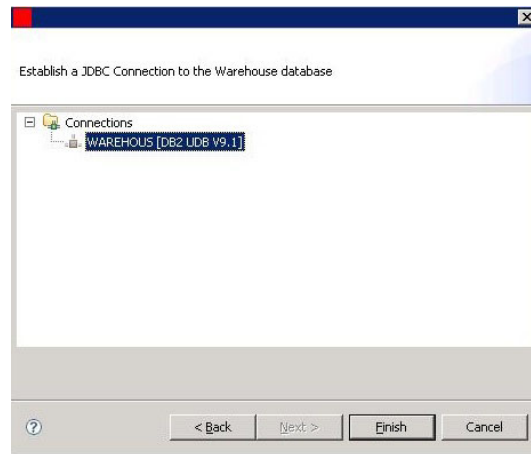 Establish a JDBC Connection to the Warehouse database
Connections
WAREHOUS [DB2 UDB V9.1]
< Back
Next >
Finish
Cancel